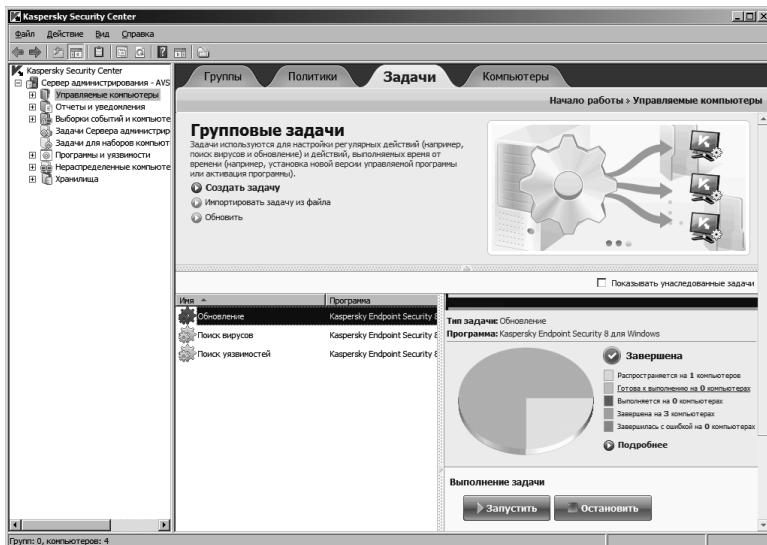 Kaspersky Security Center
Файл Действие Вид Справка
Kaspersky Security Center
Сервер администрирования - AVS
Управляемые компьютеры
Отчеты и уведомления
Выборки событий и компьюте
Задачи Сервера администрир
Задачи для наборов компьют
Программы и уязвимости
Нераспределенные компьюте
Хранилища
Группы Политики Задачи Компьютеры
Начало работы › Управляемые компьютеры
Групповые задачи
Задачи используются для настройки регулярных действий (например,
поиск вирусов и обновление) и действий, выполняемых время от
времени (например, установка новой версии управляемой программы
или активация программы).
Создать задачу
Импортировать задачу из файла
Обновить
Показывать унаследованные задачи
Имя Программа
Обновление Kaspersky Endpoint Security 8
Поиск вирусов Kaspersky Endpoint Security 8
Поиск уязвимостей Kaspersky Endpoint Security 8
Тип задачи: Обновление
Программа: Kaspersky Endpoint Security 8 для Windows
Завершена
Распространяется на 1 компьютеров
Готова к выполнению на 0 компьютерах
Выполняется на 0 компьютерах
Завершена на 3 компьютерах
Завершилась с ошибкой на 0 компьютерах
Подробнее
Выполнение задачи
Запустить Остановить
Групп: 0, компьютеров: 4